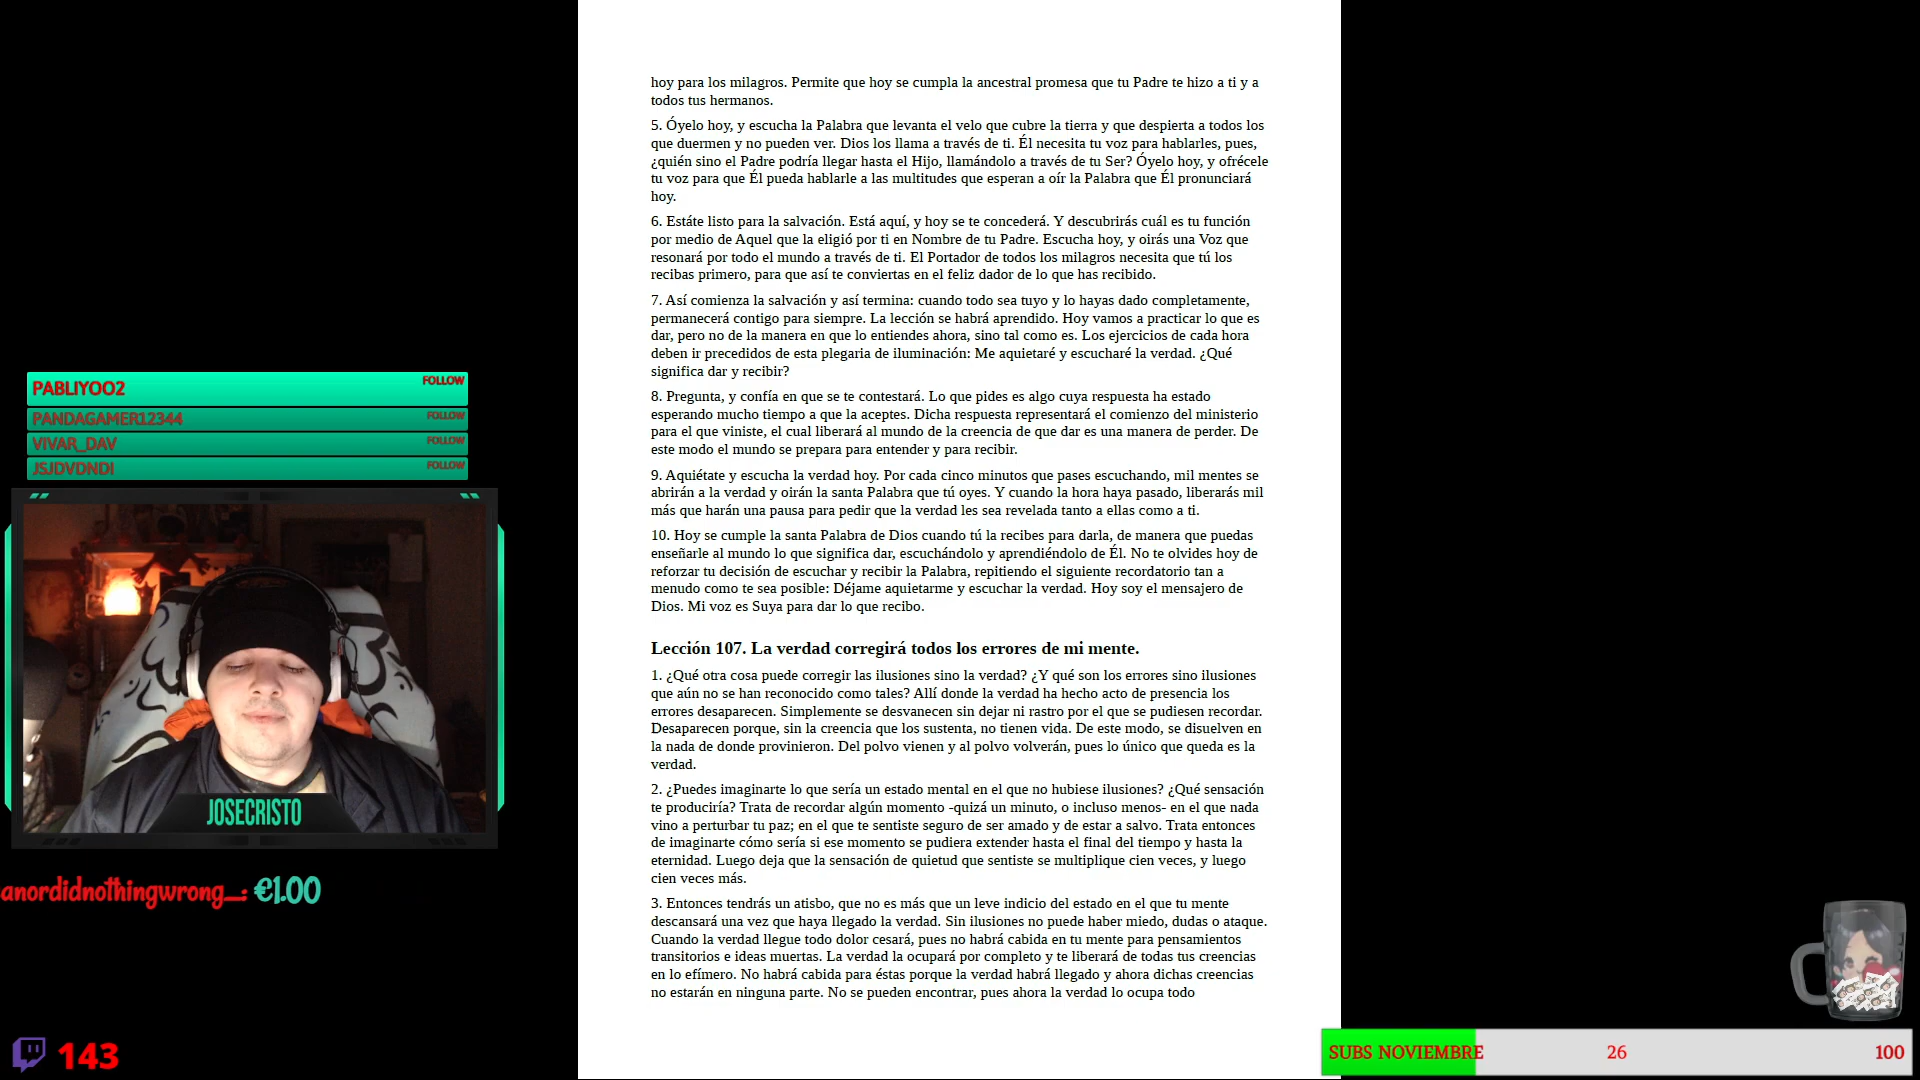 hoy para los milagros. Permite que hoy se cumpla la ancestral promesa que tu Padre te hizo a ti y a
todos tus hermanos.
5. Óyelo hoy, y escucha la Palabra que levanta el velo que cubre la tierra y que despierta a todos los
que duermen y no pueden ver. Dios los llama a través de ti. Él necesita tu voz para hablarles, pues,
¿quién sino el Padre podría llegar hasta el Hijo, llamándolo a través de tu Ser? Óyelo hoy, y ofrécele
tu voz para que Él pueda hablarle a las multitudes que esperan a oír la Palabra que Él pronunciará
hoy.
6. Estáte listo para la salvación. Está aquí, y hoy se te concederá. Y descubrirás cuál es tu función
por medio de Aquel que la eligió por ti en Nombre de tu Padre. Escucha hoy, y oirás una Voz que
resonará por todo el mundo a través de ti. El Portador de todos los milagros necesita que tú los
recibas primero, para que así te conviertas en el feliz dador de lo que has recibido.
7. Así comienza la salvación y así termina: cuando todo sea tuyo y lo hayas dado completamente,
permanecerá contigo para siempre. La lección se habrá aprendido. Hoy vamos a practicar lo que es
dar, pero no de la manera en que lo entiendes ahora, sino tal como es. Los ejercicios de cada hora
deben ir precedidos de esta plegaria de iluminación: Me aquietaré y escucharé la verdad. ¿Qué
significa dar y recibir?
8. Pregunta, y confía en que se te contestará. Lo que pides es algo cuya respuesta ha estado
esperando mucho tiempo a que la aceptes. Dicha respuesta representará el comienzo del ministerio
para el que viniste, el cual liberará al mundo de la creencia de que dar es una manera de perder. De
este modo el mundo se prepara para entender y para recibir.
9. Aquiétate y escucha la verdad hoy. Por cada cinco minutos que pases escuchando, mil mentes se
abrirán a la verdad y oirán la santa Palabra que tú oyes. Y cuando la hora haya pasado, liberarás mil
más que harán una pausa para pedir que la verdad les sea revelada tanto a ellas como a ti.
10. Hoy se cumple la santa Palabra de Dios cuando tú la recibes para darla, de manera que puedas
enseñarle al mundo lo que significa dar, escuchándolo y aprendiéndolo de Él. No te olvides hoy de
reforzar tu decisión de escuchar y recibir la Palabra, repitiendo el siguiente recordatorio tan a
menudo como te sea posible: Déjame aquietarme y escuchar la verdad. Hoy soy el mensajero de
Dios. Mi voz es Suya para dar lo que recibo.
Lección 107. La verdad corregirá todos los errores de mi mente.
1. ¿Qué otra cosa puede corregir las ilusiones sino la verdad? ¿Y qué son los errores sino ilusiones
que aún no se han reconocido como tales? Allí donde la verdad ha hecho acto de presencia los
errores desaparecen. Simplemente se desvanecen sin dejar ni rastro por el que se pudiesen recordar.
Desaparecen porque, sin la creencia que los sustenta, no tienen vida. De este modo, se disuelven en
la nada de donde provinieron. Del polvo vienen y al polvo volverán, pues lo único que queda es la
verdad.
2. ¿Puedes imaginarte lo que sería un estado mental en el que no hubiese ilusiones? ¿Qué sensación
te produciría? Trata de recordar algún momento -quizá un minuto, o incluso menos- en el que nada
vino a perturbar tu paz; en el que te sentiste seguro de ser amado y de estar a salvo. Trata entonces
de imaginarte cómo sería si ese momento se pudiera extender hasta el final del tiempo y hasta la
eternidad. Luego deja que la sensación de quietud que sentiste se multiplique cien veces, y luego
cien veces más.
3. Entonces tendrás un atisbo, que no es más que un leve indicio del estado en el que tu mente
descansará una vez que haya llegado la verdad. Sin ilusiones no puede haber miedo, dudas o ataque.
Cuando la verdad llegue todo dolor cesará, pues no habrá cabida en tu mente para pensamientos
transitorios e ideas muertas. La verdad la ocupará por completo y te liberará de todas tus creencias
en lo efímero. No habrá cabida para éstas porque la verdad habrá llegado y ahora dichas creencias
no estarán en ninguna parte. No se pueden encontrar, pues ahora la verdad lo ocupa todo
PABLIYOO2 FOLLOW
PANDAGAMER12344 FOLLOW
VIVAR_DAV FOLLOW
JSJDVDNDI FOLLOW
JOSECRISTO
anordidnothingwrong_: €1.00
143
SUBS NOVIEMBRE 26 100